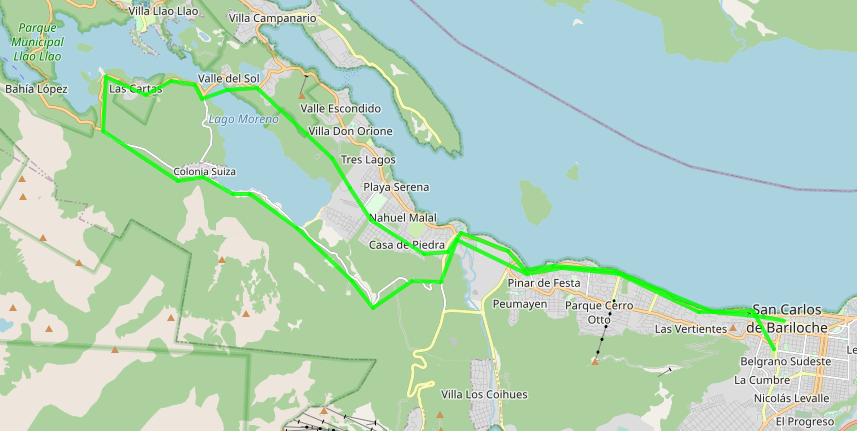 Villa Llao Llao
Villa Campanario
Parque
Municipal
Llao Llao
Bahía López
Las Cartas
Valle del Sol
Valle Escondido
Lago Moreno
Villa Don Orione
Tres Lagos
Colonia Suiza
Playa Serena
Nahuel Malal
Casa de Piedra
Pinar de Festa
Peumayen
Parque Cerro
Otto
San Carlos
de Bariloche
Las Vertientes
Le
Belgrano Sudeste
La Cumbre
Villa Los Coihues
Nicolás Levalle
El Progreso